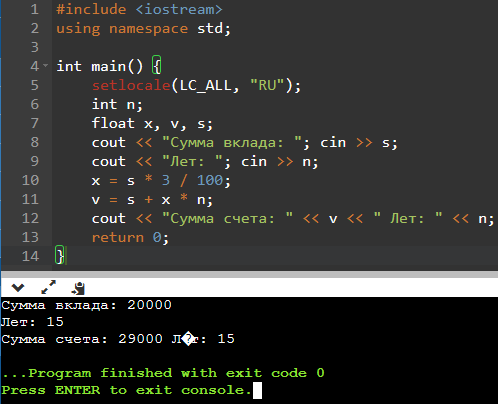 1 #include <iostream>
2 using namespace std;
3
4 int main() {
5 setlocale(LC_ALL, "RU");
6 int n;
7 float x, v, s;
8 cout << "Сумма вклада: "; cin >> s;
9 cout << "Лет: "; cin >> n;
10 x = s * 3 / 100;
11 v = s + x * n;
12 cout << "Сумма счета: " << v << " Лет: " << n;
13 return 0;
14 }
Сумма вклада: 20000
Лет: 15
Сумма счета: 29000 Л�т: 15
...Program finished with exit code 0
Press ENTER to exit console.